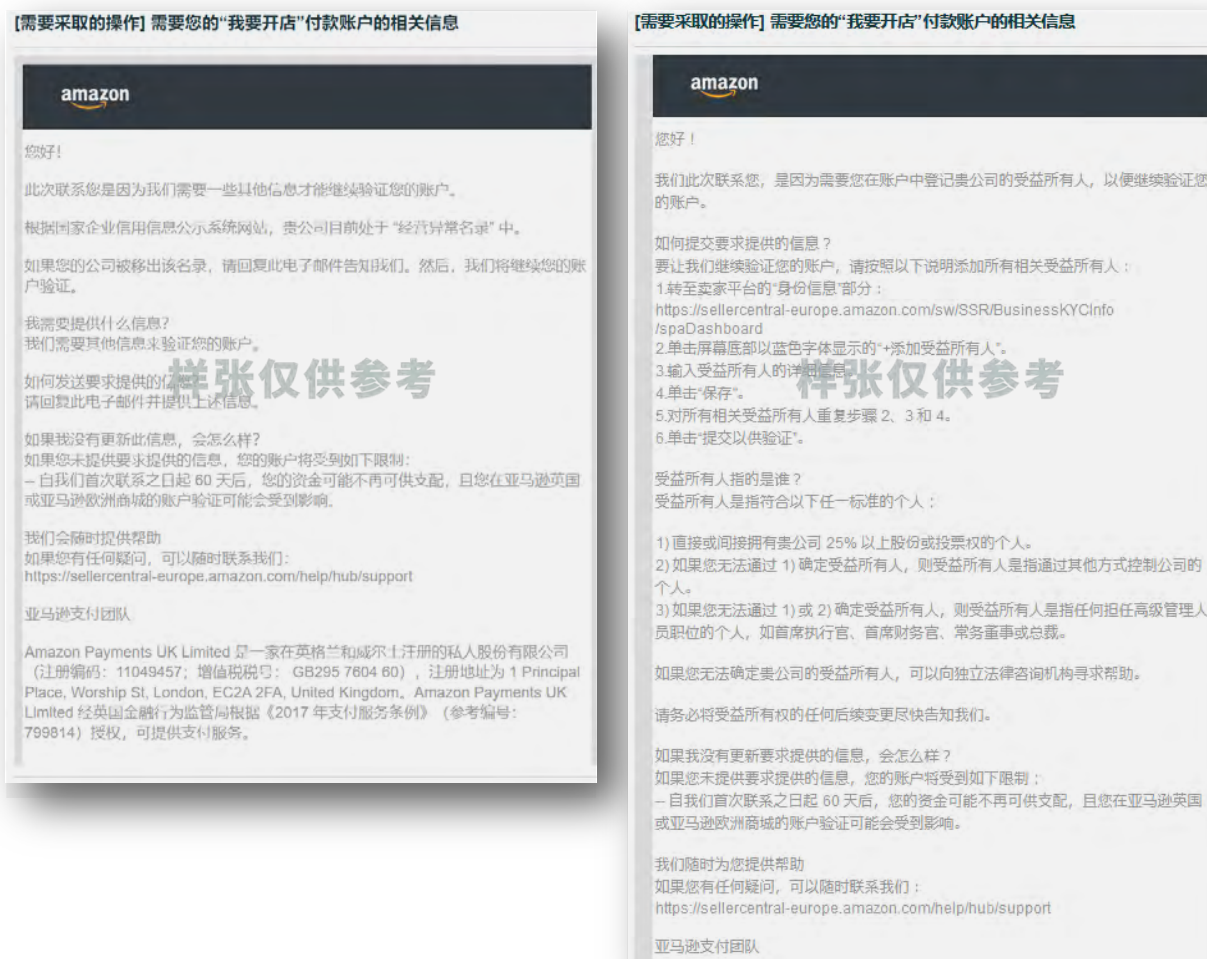 [需要采取的操作] 需要您的“我要开店”付款账户的相关信息
amazon
您好!
此次联系您是因为我们需要一些其他信息才能继续验证您的账户。
根据国家企业信用信息公示系统网站，贵公司目前处于 “经营异常名录” 中。
如果您的公司被移出该名录，请回复此电子邮件告知我们。然后，我们将继续您的账
户验证。
我需要提供什么信息?
我们需要其他信息来验证您的账户。
如何发送要求提供的信息?
请回复此电子邮件并提供上述信息。
样张仅供参考
如果我没有更新此信息，会怎么样?
如果您未提供要求提供的信息，您的账户将受到如下限制:
– 自我们首次联系之日起 60 天后，您的资金可能不再可供支配，且您在亚马逊英国
或亚马逊欧洲商城的账户验证可能会受到影响。
我们会随时提供帮助
如果您有任何疑问，可以随时联系我们:
https://sellercentral-europe.amazon.com/help/hub/support
亚马逊支付团队
Amazon Payments UK Limited 是一家在英格兰和威尔士注册的私人股份有限公司
（注册编码：11049457；增值税税号： GB295 7604 60），注册地址为 1 Principal
Place, Worship St, London, EC2A 2FA, United Kingdom。Amazon Payments UK
Limited 经英国金融行为监管局根据《2017 年支付服务条例》（参考编号：
799814）授权，可提供支付服务。
[需要采取的操作] 需要您的“我要开店”付款账户的相关信息
amazon
您好！
我们此次联系您，是因为需要您在账户中登记贵公司的受益所有人，以便继续验证您
的账户。
如何提交要求提供的信息？
要让我们继续验证您的账户，请按照以下说明添加所有相关受益所有人：
1.转至卖家平台的“身份信息”部分：
https://sellercentral-europe.amazon.com/sw/SSR/BusinessKYCInfo
/spaDashboard
2.单击屏幕底部以蓝色字体显示的“+添加受益所有人”。
3.输入受益所有人的详细信息。
样张仅供参考
4.单击“保存”。
5.对所有相关受益所有人重复步骤 2、3 和 4。
6.单击“提交以供验证”。
受益所有人指的是谁？
受益所有人是指符合以下任一标准的个人：
1) 直接或间接拥有贵公司 25% 以上股份或投票权的个人。
2) 如果您无法通过 1) 确定受益所有人，则受益所有人是指通过其他方式控制公司的
个人。
3) 如果您无法通过 1) 或 2) 确定受益所有人，则受益所有人是指任何担任高级管理人
员职位的个人，如首席执行官、首席财务官、常务董事或总裁。
如果您无法确定贵公司的受益所有人，可以向独立法律咨询机构寻求帮助。
请务必将受益所有权的任何后续变更尽快告知我们。
如果我没有更新要求提供的信息，会怎么样？
如果您未提供要求提供的信息，您的账户将受到如下限制：
– 自我们首次联系之日起 60 天后，您的资金可能不再可供支配，且您在亚马逊英国
或亚马逊欧洲商城的账户验证可能会受到影响。
我们随时为您提供帮助
如果您有任何疑问，可以随时联系我们：
https://sellercentral-europe.amazon.com/help/hub/support
亚马逊支付团队